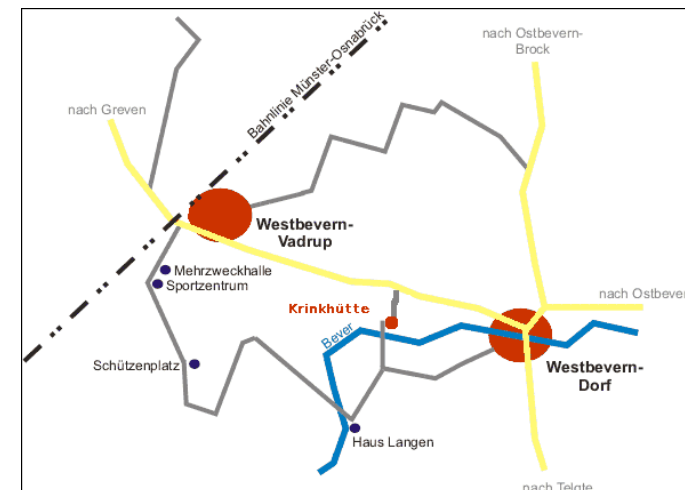 nach Ostbevern-
Brock
Bahnlinie Münster-Osnabrück
nach Greven
Westbevern-
Vadrup
Mehrzweckhalle
Sportzentrum
nach Ostbever
Krinkhütte
Bever
Schützenplatz
Westbevern-
Dorf
Haus Langen
nach Telgte